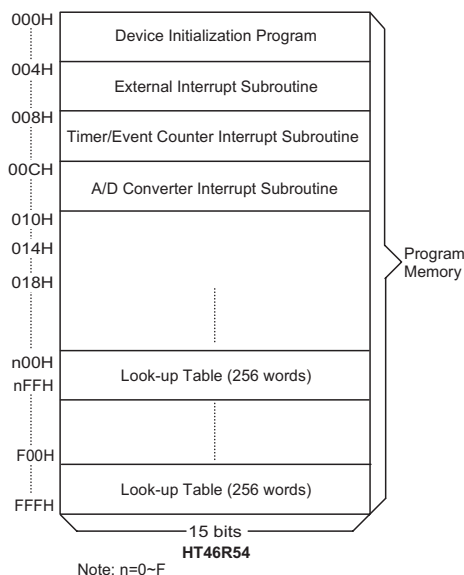 000H
Device Initialization Program
004H
External Interrupt Subroutine
008H
Timer/Event Counter Interrupt Subroutine
00CH
A/D Converter Interrupt Subroutine
010H
014H
018H
Program
Memory
n00H
Look-up Table (256 words)
nFFH
F00H
Look-up Table (256 words)
FFFH
15 bits
HT46R54
Note: n=0~F